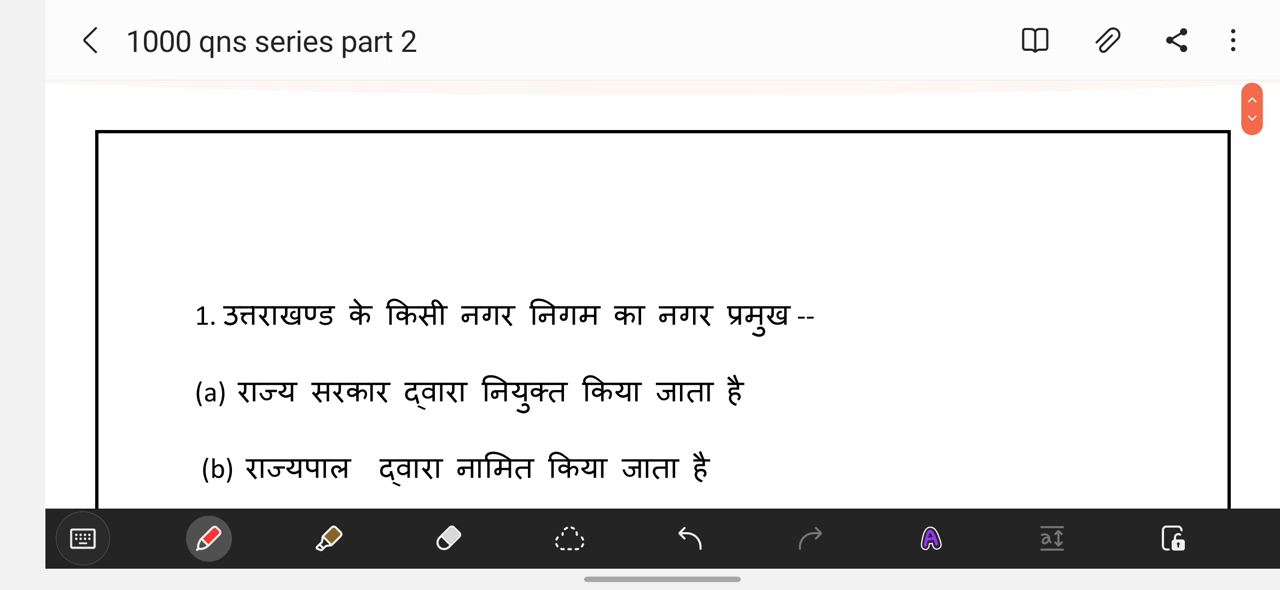 1000 qns series part 2
1. उत्तराखण्ड के किसी नगर निगम का नगर प्रमुख --
(a) राज्य सरकार द्वारा नियुक्त किया जाता है
(b) राज्यपाल द्वारा नामित किया जाता है